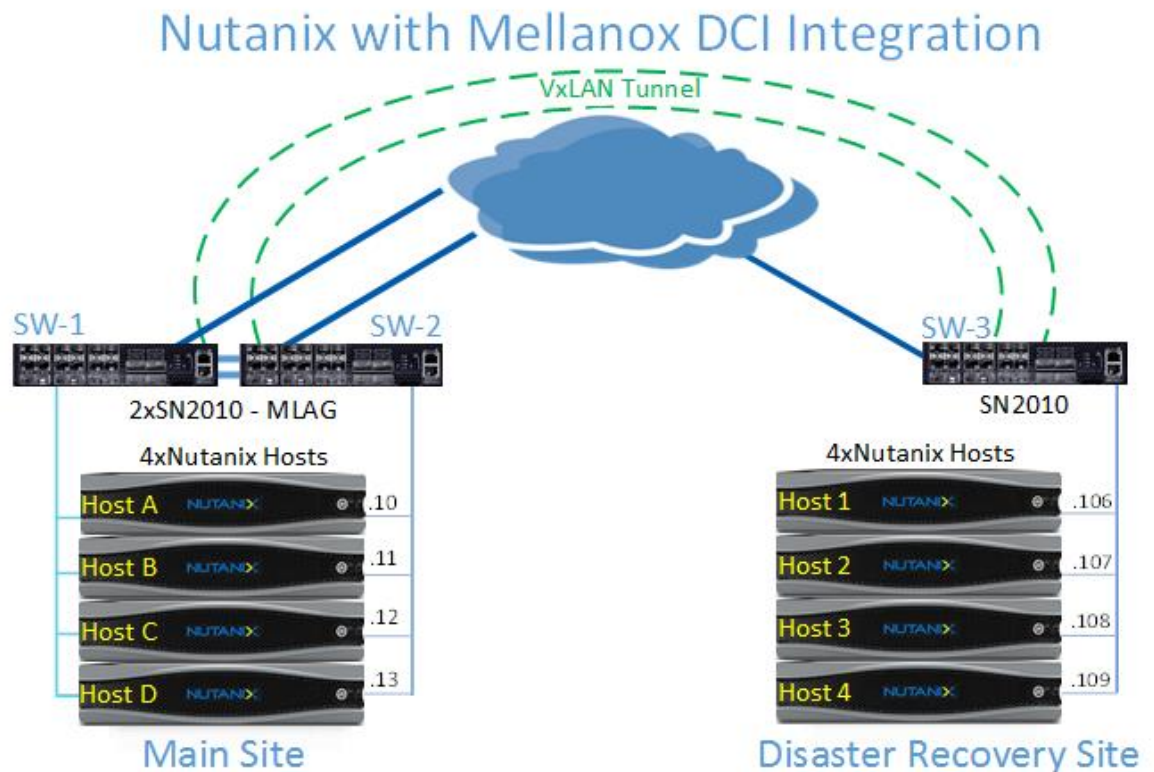 Nutanix with Mellanox DCI Integration
VxLAN Tunnel
SW-1
SW-2
SW-3
2xSN2010 - MLAG
SN2010
4xNutanix Hosts
Host A NUTANIX .10
Host B NUTANIX .11
Host C NUTANIX .12
Host D NUTANIX .13
Main Site
4xNutanix Hosts
Host 1 NUTANIX .106
Host 2 NUTANIX .107
Host 3 NUTANIX .108
Host 4 NUTANIX .109
Disaster Recovery Site